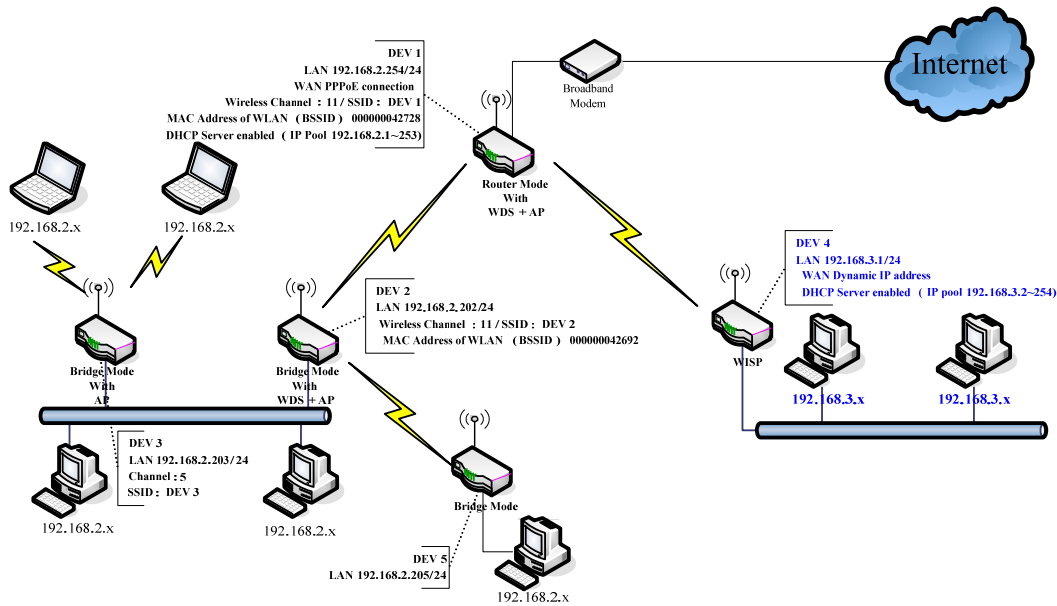 DEV 1
LAN 192.168.2.254/24
WAN PPPoE connection
Wireless Channel : 11 / SSID : DEV 1
MAC Address of WLAN (BSSID) 000000042728
DHCP Server enabled ( IP Pool 192.168.2.1~253)
Broadband
Modem
Internet
Router Mode
With
WDS + AP
192.168.2.x
192.168.2.x
DEV 4
LAN 192.168.3.1/24
WAN Dynamic IP address
DHCP Server enabled ( IP pool 192.168.3.2~254)
DEV 2
LAN 192.168.2.202/24
Wireless Channel : 11 / SSID : DEV 2
MAC Address of WLAN (BSSID) 000000042692
Bridge Mode
With
AP
Bridge Mode
With
WDS + AP
WISP
192.168.3.x
192.168.3.x
DEV 3
LAN 192.168.2.203/24
Channel : 5
SSID : DEV 3
192.168.2.x
192.168.2.x
Bridge Mode
DEV 5
LAN 192.168.2.205/24
192.168.2.x